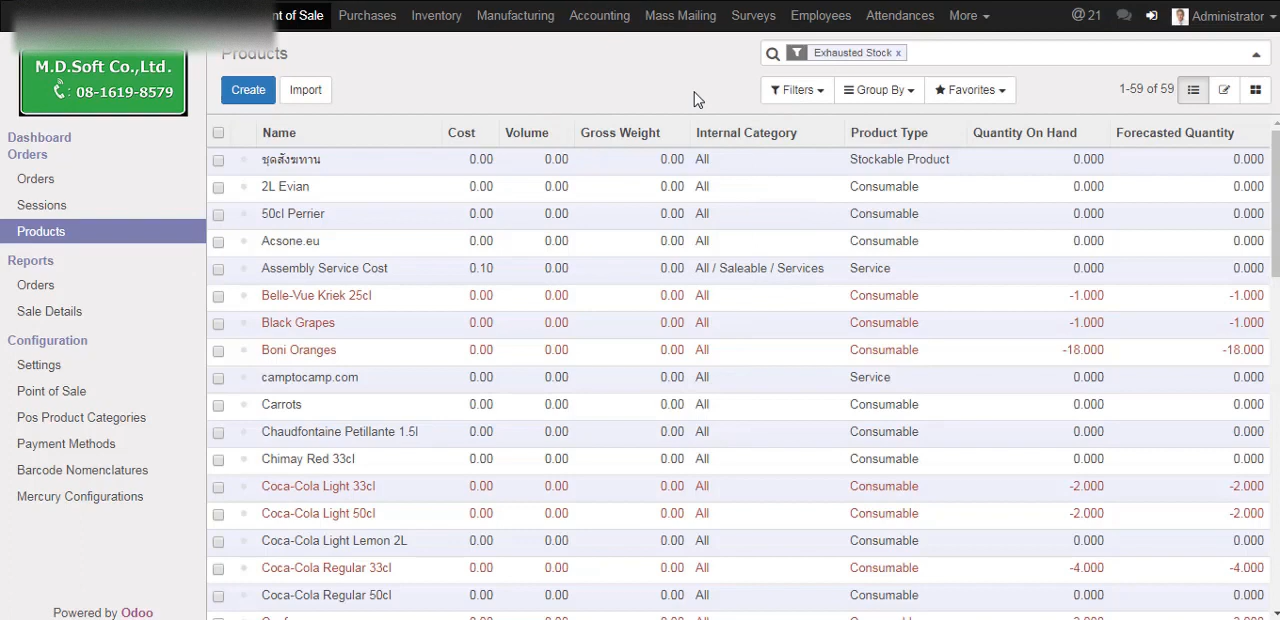 nt of Sale Purchases Inventory Manufacturing Accounting Mass Mailing Surveys Employees Attendances More @ 21 Administrator
M.D.Soft Co.,Ltd.
: 08-1619-8579
Dashboard
Orders
Orders
Sessions
Products
Reports
Orders
Sale Details
Configuration
Settings
Point of Sale
Pos Product Categories
Payment Methods
Barcode Nomenclatures
Mercury Configurations
Powered by Odoo
Products
Exhausted Stock x
Create Import
Filters Group By Favorites 1-59 of 59
Name Cost Volume Gross Weight Internal Category Product Type Quantity On Hand Forecasted Quantity
ชุดสังฆทาน 0.00 0.00 0.00 All Stockable Product 0.000 0.000
2L Evian 0.00 0.00 0.00 All Consumable 0.000 0.000
50cl Perrier 0.00 0.00 0.00 All Consumable 0.000 0.000
Acsone.eu 0.00 0.00 0.00 All Consumable 0.000 0.000
Assembly Service Cost 0.10 0.00 0.00 All / Saleable / Services Service 0.000 0.000
Belle-Vue Kriek 25cl 0.00 0.00 0.00 All Consumable -1.000 -1.000
Black Grapes 0.00 0.00 0.00 All Consumable -1.000 -1.000
Boni Oranges 0.00 0.00 0.00 All Consumable -18.000 -18.000
camptocamp.com 0.00 0.00 0.00 All Service 0.000 0.000
Carrots 0.00 0.00 0.00 All Consumable 0.000 0.000
Chaudfontaine Petillante 1.5l 0.00 0.00 0.00 All Consumable 0.000 0.000
Chimay Red 33cl 0.00 0.00 0.00 All Consumable 0.000 0.000
Coca-Cola Light 33cl 0.00 0.00 0.00 All Consumable -2.000 -2.000
Coca-Cola Light 50cl 0.00 0.00 0.00 All Consumable -2.000 -2.000
Coca-Cola Light Lemon 2L 0.00 0.00 0.00 All Consumable 0.000 0.000
Coca-Cola Regular 33cl 0.00 0.00 0.00 All Consumable -4.000 -4.000
Coca-Cola Regular 50cl 0.00 0.00 0.00 All Consumable 0.000 0.000